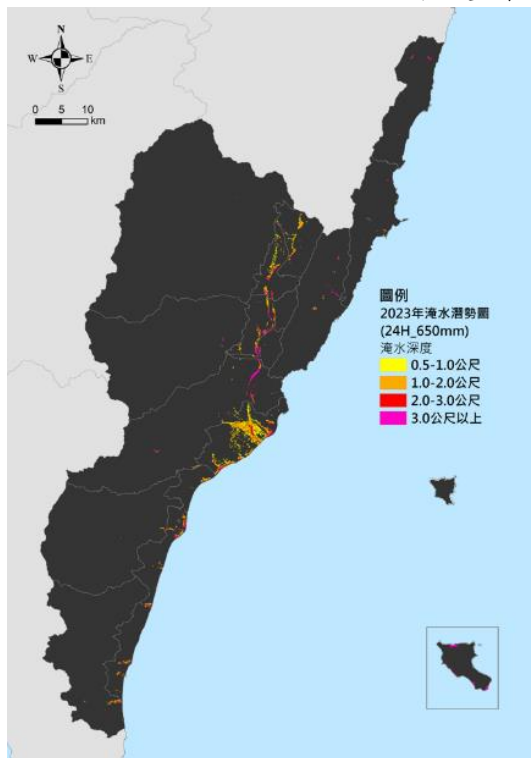 N
W
E
S
0 5 10
km
圖例
2023年淹水潛勢圖
(24H_650mm)
淹水深度
0.5-1.0公尺
1.0-2.0公尺
2.0-3.0公尺
3.0公尺以上